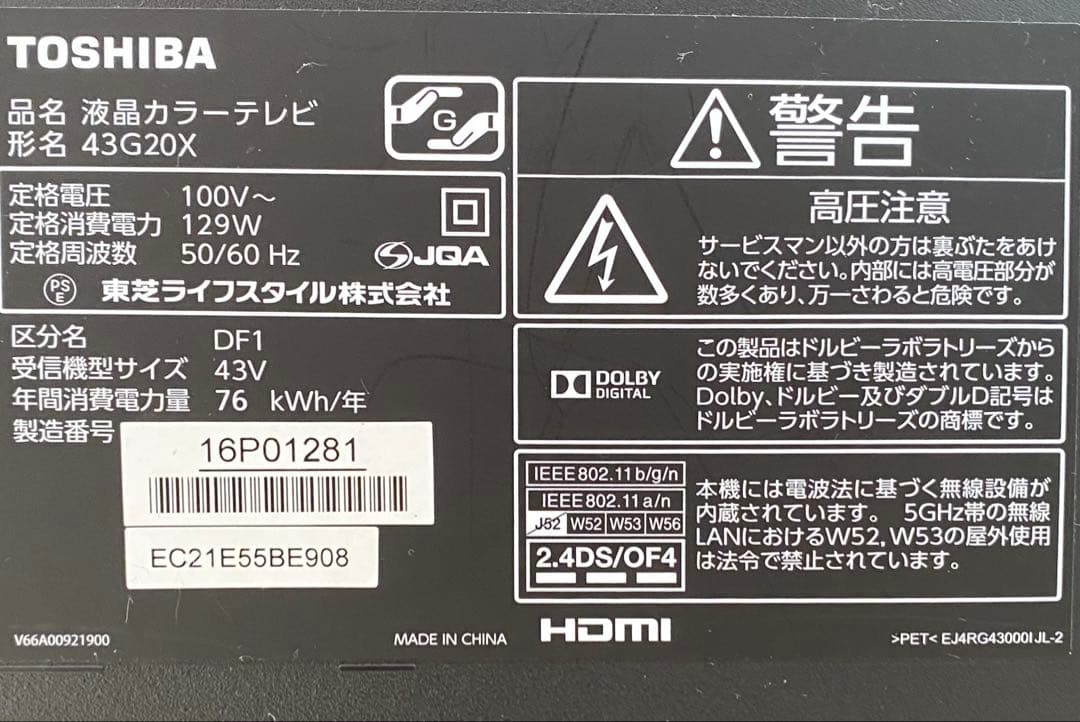 TOSHIBA
品名 液晶カラーテレビ
形名 43G20X
G
定格電圧 100V～
定格消費電力 129W
定格周波数 50/60 Hz
JQA
PS
E
東芝ライフスタイル株式会社
区分名 DF1
受信機型サイズ 43V
年間消費電力量 76 kWh/年
製造番号
16P01281
EC21E55BE908
V66A00921900
MADE IN CHINA
警告
高圧注意
サービスマン以外の方は裏ぶたをあけ
ないでください。内部には高電圧部分が
数多くあり、万一さわると危険です。
DOLBY
DIGITAL
この製品はドルビーラボラトリーズから
の実施権に基づき製造されています。
Dolby、ドルビー及びダブルD記号は
ドルビーラボラトリーズの商標です。
IEEE802.11b/g/n
IEEE802.11a/n
J52 W52 W53 W56
2.4DS/OF4
本機には電波法に基づく無線設備が
内蔵されています。 5GHz帯の無線
LANにおけるW52, W53の屋外使用
は法令で禁止されています。
HDMI
>PET< EJ4RG43000IJL-2